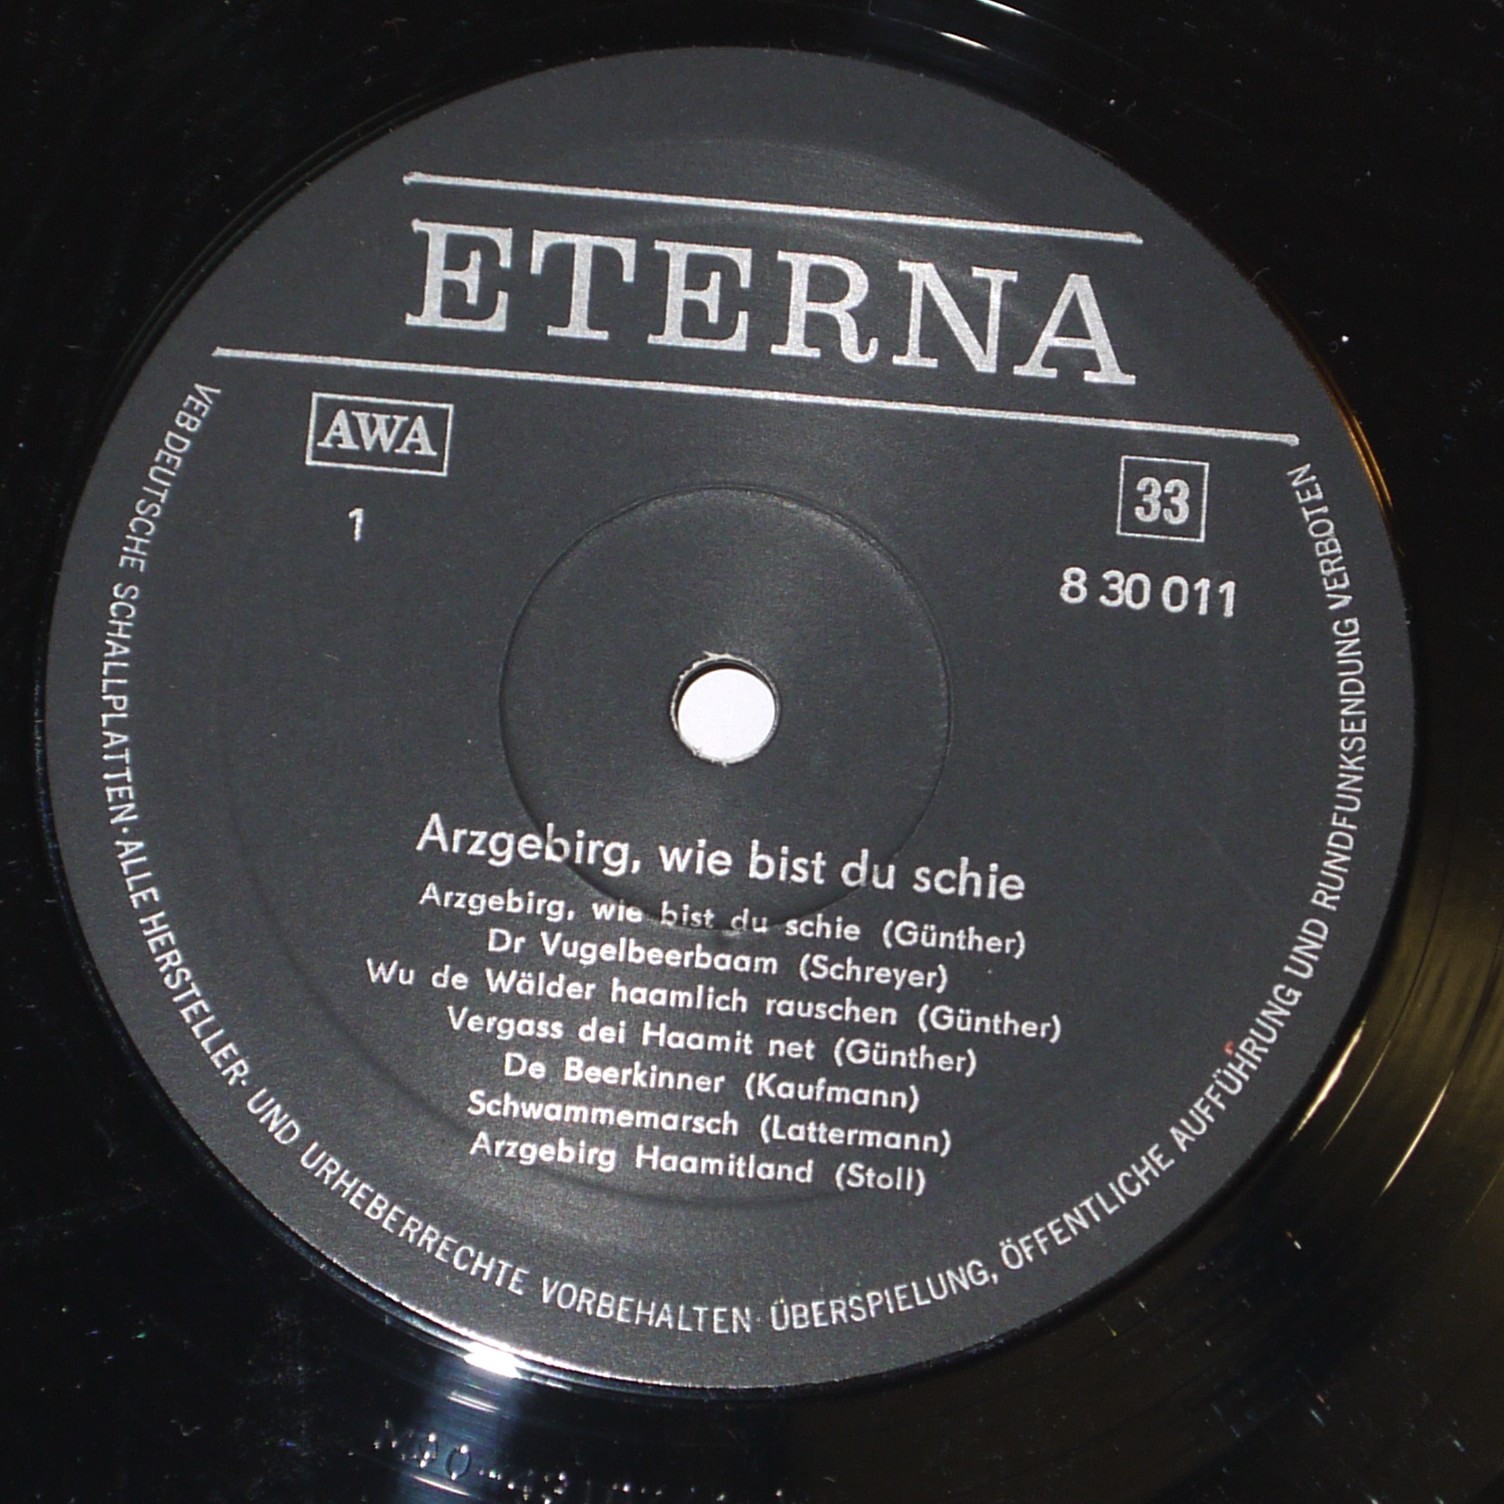 ETERNA
AWA
33
1
8 30 011
Arzgebirg, wie bist du schie
Arzgebirg, wie bist du schie (Günther)
Dr Vugelbeerbaam (Schreyer)
Wu de Wälder haamlich rauschen (Günther)
Vergass dei Haamit net (Günther)
De Beerkinner (Kaufmann)
Schwammemarsch (Lattermann)
Arzgebirg Haamitland (Stoll)
VEB DEUTSCHE SCHALLPLATTEN · ALLE HERSTELLER- UND URHEBERRECHTE VORBEHALTEN · ÜBERSPIELUNG, ÖFFENTLICHE AUFFÜHRUNG UND RUNDFUNKSENDUNG VERBOTEN